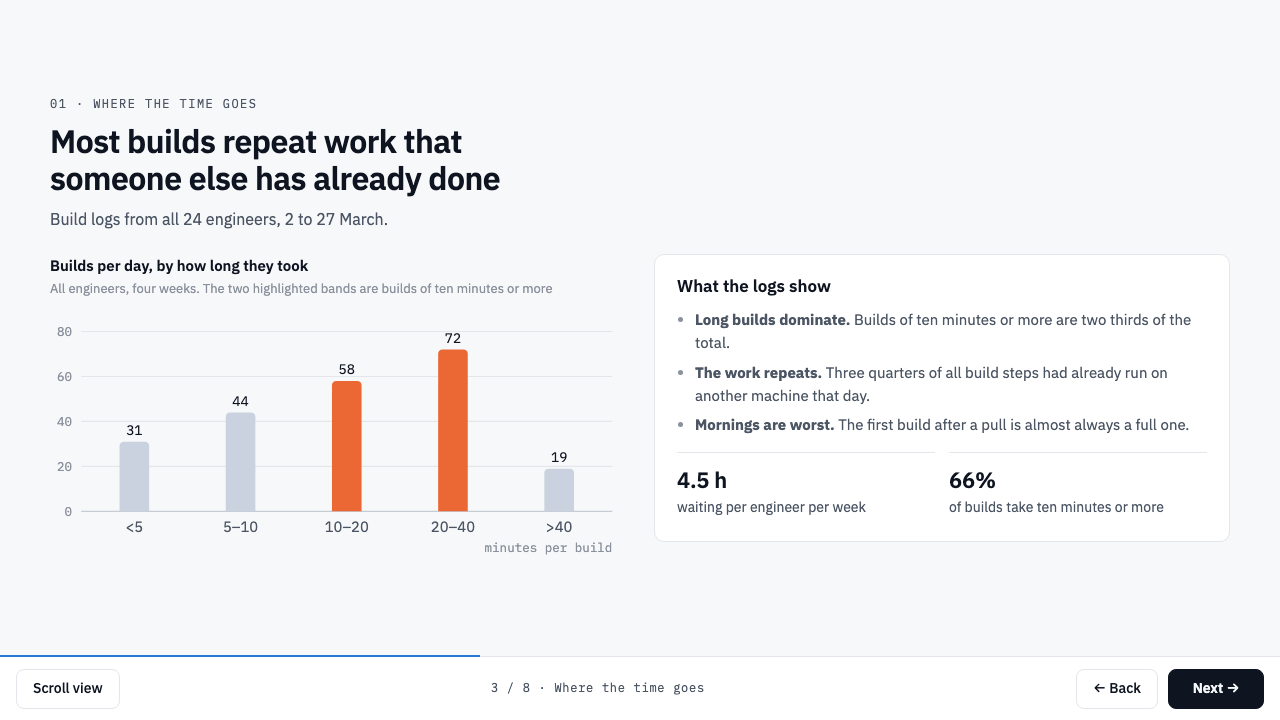 01 · WHERE THE TIME GOES
Most builds repeat work that
someone else has already done
Build logs from all 24 engineers, 2 to 27 March.
Builds per day, by how long they took
All engineers, four weeks. The two highlighted bands are builds of ten minutes or more
80
60
40
20
0
31
44
58
72
19
<5
5–10
10–20
20–40
>40
minutes per build
What the logs show
• Long builds dominate. Builds of ten minutes or more are two thirds of the
total.
• The work repeats. Three quarters of all build steps had already run on
another machine that day.
• Mornings are worst. The first build after a pull is almost always a full one.
4.5 h
waiting per engineer per week
66%
of builds take ten minutes or more
Scroll view
3 / 8 · Where the time goes
← Back
Next →